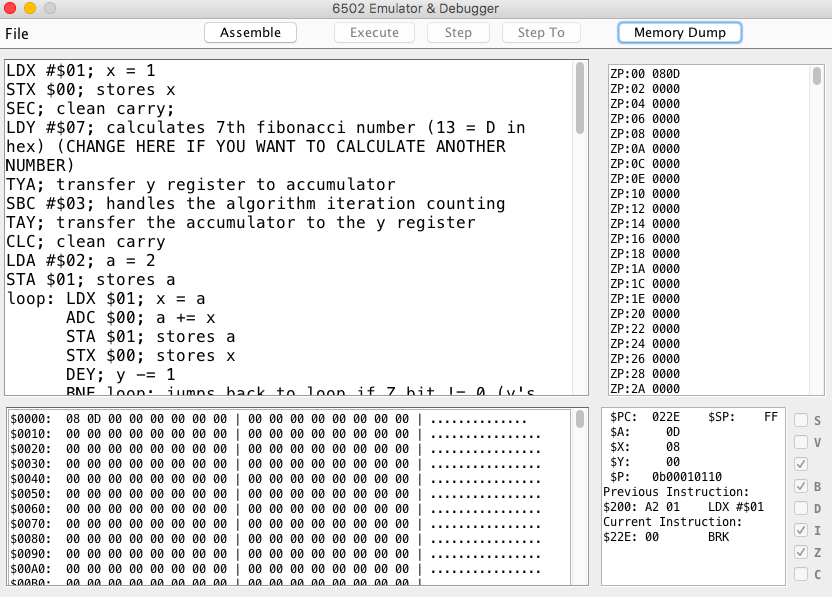 6502 Emulator & Debugger
File Assemble Execute Step Step To Memory Dump
LDX #$01; x = 1
STX $00; stores x
SEC; clean carry;
LDY #$07; calculates 7th fibonacci number (13 = D in
hex) (CHANGE HERE IF YOU WANT TO CALCULATE ANOTHER
NUMBER)
TYA; transfer y register to accumulator
SBC #$03; handles the algorithm iteration counting
TAY; transfer the accumulator to the y register
CLC; clean carry
LDA #$02; a = 2
STA $01; stores a
loop: LDX $01; x = a
ADC $00; a += x
STA $01; stores a
STX $00; stores x
DEY; y -= 1
BNE loop; jumps back to loop if Z bit != 0 (y's
ZP:00 080D
ZP:02 0000
ZP:04 0000
ZP:06 0000
ZP:08 0000
ZP:0A 0000
ZP:0C 0000
ZP:0E 0000
ZP:10 0000
ZP:12 0000
ZP:14 0000
ZP:16 0000
ZP:18 0000
ZP:1A 0000
ZP:1C 0000
ZP:1E 0000
ZP:20 0000
ZP:22 0000
ZP:24 0000
ZP:26 0000
ZP:28 0000
ZP:2A 0000
$0000: 08 0D 00 00 00 00 00 00 | 00 00 00 00 00 00 00 00 | ..............
$0010: 00 00 00 00 00 00 00 00 | 00 00 00 00 00 00 00 00 | ................
$0020: 00 00 00 00 00 00 00 00 | 00 00 00 00 00 00 00 00 | ................
$0030: 00 00 00 00 00 00 00 00 | 00 00 00 00 00 00 00 00 | ................
$0040: 00 00 00 00 00 00 00 00 | 00 00 00 00 00 00 00 00 | ................
$0050: 00 00 00 00 00 00 00 00 | 00 00 00 00 00 00 00 00 | ................
$0060: 00 00 00 00 00 00 00 00 | 00 00 00 00 00 00 00 00 | ................
$0070: 00 00 00 00 00 00 00 00 | 00 00 00 00 00 00 00 00 | ................
$0080: 00 00 00 00 00 00 00 00 | 00 00 00 00 00 00 00 00 | ................
$0090: 00 00 00 00 00 00 00 00 | 00 00 00 00 00 00 00 00 | ................
$00A0: 00 00 00 00 00 00 00 00 | 00 00 00 00 00 00 00 00 | ................
$00B0: 00 00 00 00 00 00 00 00 | 00 00 00 00 00 00 00 00 |
$PC: 022E $SP: FF
$A: 0D
$X: 08
$Y: 00
$P: 0b00010110
Previous Instruction:
$200: A2 01 LDX #$01
Current Instruction:
$22E: 00 BRK
S
V
B
D
I
Z
C